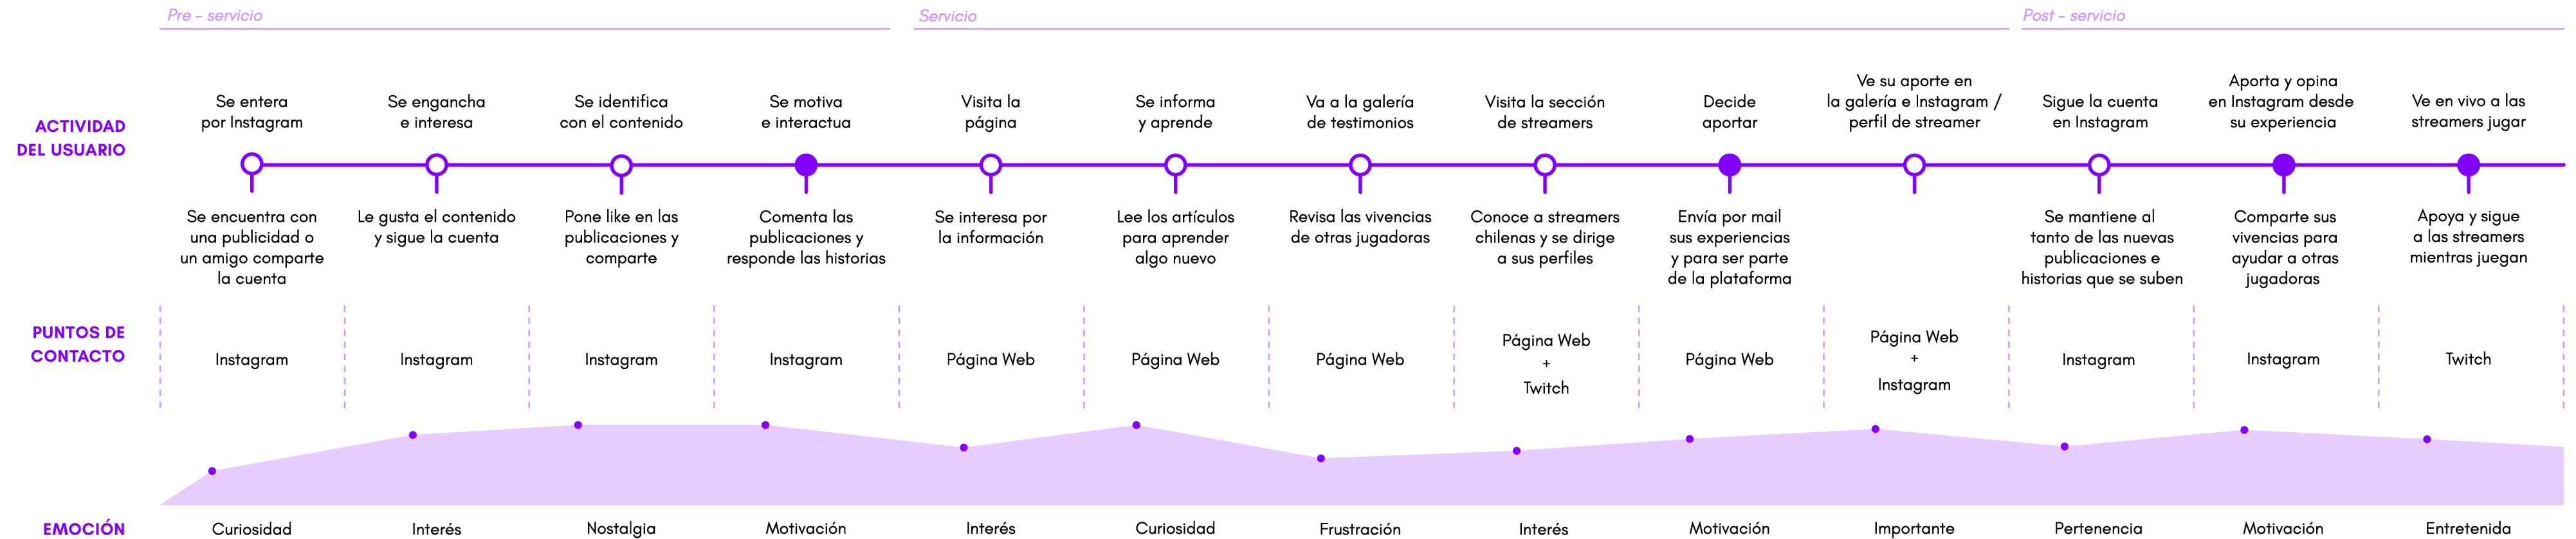 Pre - servicio
Servicio
Post - servicio
ACTIVIDAD
DEL USUARIO
Se entera
por Instagram
Se engancha
e interesa
Se identifica
con el contenido
Se motiva
e interactua
Visita la
página
Se informa
y aprende
Va a la galería
de testimonios
Visita la sección
de streamers
Decide
aportar
Ve su aporte en
la galería e Instagram /
perfil de streamer
Sigue la cuenta
en Instagram
Aporta y opina
en Instagram desde
su experiencia
Ve en vivo a las
streamers jugar
Se encuentra con
una publicidad o
un amigo comparte
la cuenta
Le gusta el contenido
y sigue la cuenta
Pone like en las
publicaciones y
comparte
Comenta las
publicaciones y
responde las historias
Se interesa por
la información
Lee los artículos
para aprender
algo nuevo
Revisa las vivencias
de otras jugadoras
Conoce a streamers
chilenas y se dirige
a sus perfiles
Envía por mail
sus experiencias
y para ser parte
de la plataforma
Se mantiene al
tanto de las nuevas
publicaciones e
historias que se suben
Comparte sus
vivencias para
ayudar a otras
jugadoras
Apoya y sigue
a las streamers
mientras juegan
PUNTOS DE
CONTACTO
Instagram
Instagram
Instagram
Instagram
Página Web
Página Web
Página Web
Página Web
+
Twitch
Página Web
Página Web
+
Instagram
Instagram
Instagram
Twitch
EMOCIÓN
Curiosidad
Interés
Nostalgia
Motivación
Interés
Curiosidad
Frustración
Interés
Motivación
Importante
Pertenencia
Motivación
Entretenida